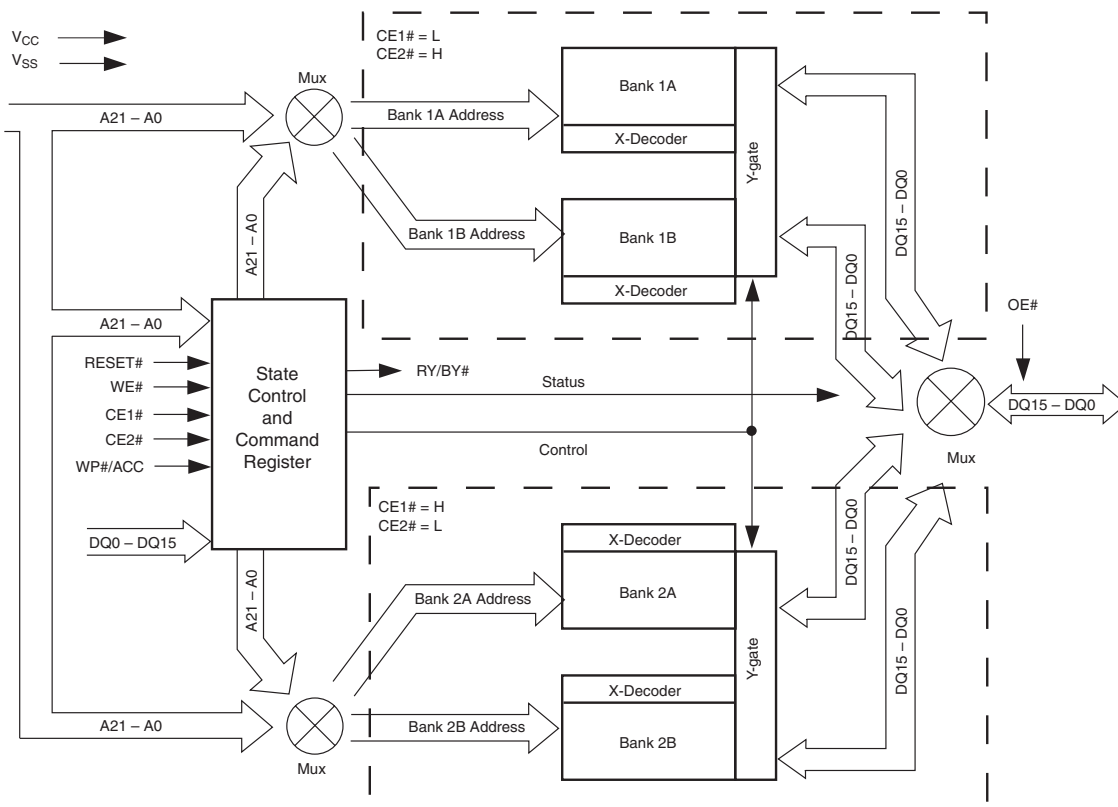 VCC
VSS
CE1# = L
CE2# = H
Mux
A21 – A0
Bank 1A Address
Bank 1A
X-Decoder
Y-gate
DQ15 – DQ0
A21 – A0
Bank 1B Address
Bank 1B
X-Decoder
DQ15 – DQ0
A21 – A0
OE#
RESET#
WE#
CE1#
CE2#
WP#/ACC
State
Control
and
Command
Register
RY/BY#
Status
Control
DQ15 – DQ0
Mux
CE1# = H
CE2# = L
DQ0 – DQ15
A21 – A0
X-Decoder
Bank 2A Address
Bank 2A
DQ15 – DQ0
Y-gate
DQ15 – DQ0
X-Decoder
A21 – A0
Bank 2B Address
Bank 2B
Mux